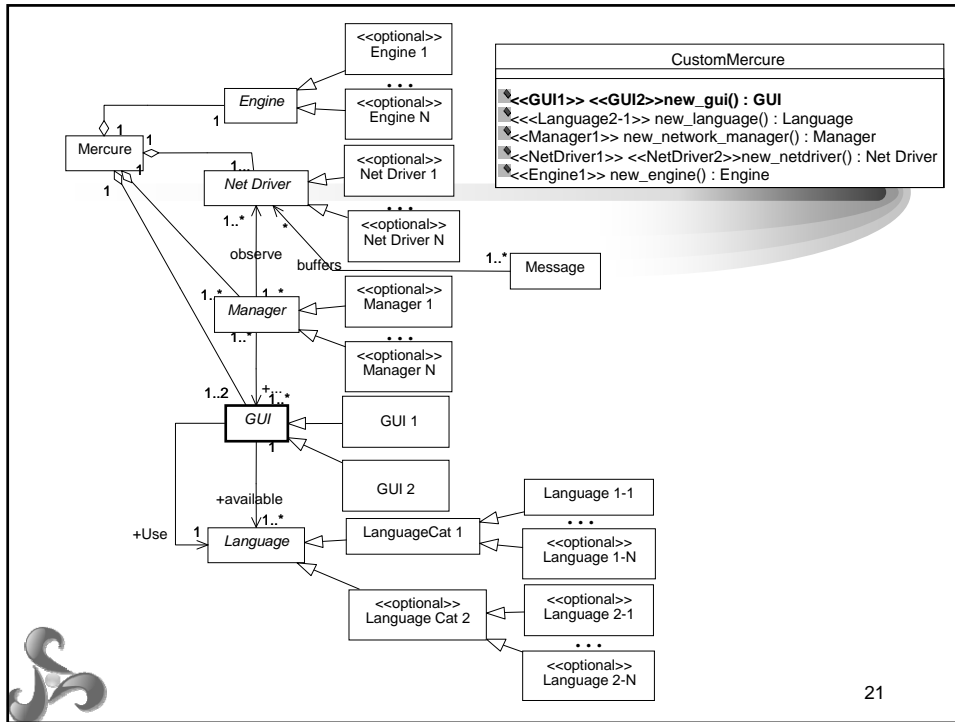 <<optional>>
Engine 1
...
Engine
<<optional>>
Engine N
1
1
1
Mercure
1
1
1...
Net Driver
<<optional>>
Net Driver 1
...
<<optional>>
Net Driver N
1..*
*
observe
buffers
1..*
Message
1..*
1..*
Manager
1..*
<<optional>>
Manager 1
...
<<optional>>
Manager N
+...
1..2
1..*
GUI
1
GUI 1
GUI 2
+available
+Use
1
1..*
Language
LanguageCat 1
Language 1-1
...
<<optional>>
Language 1-N
<<optional>>
Language Cat 2
<<optional>>
Language 2-1
...
<<optional>>
Language 2-N
CustomMercure
<<GUI1>> <<GUI2>>new_gui() : GUI
<<<Language2-1>> new_language() : Language
<<Manager1>> new_network_manager() : Manager
<<NetDriver1>> <<NetDriver2>>new_netdriver() : Net Driver
<<Engine1>> new_engine() : Engine
21